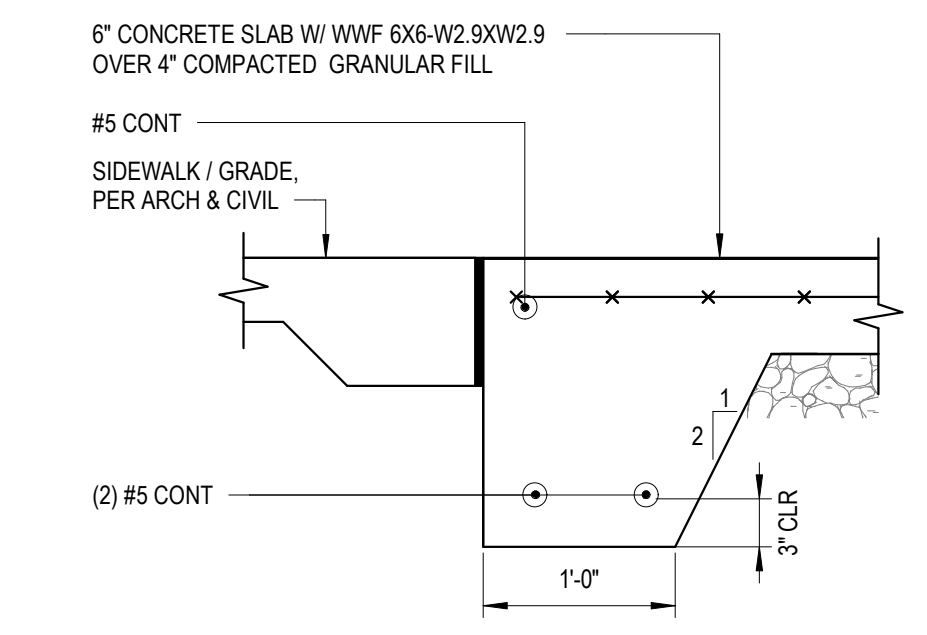 6" CONCRETE SLAB W/ WWF 6X6-W2.9XW2.9
OVER 4" COMPACTED GRANULAR FILL
#5 CONT
SIDEWALK / GRADE,
PER ARCH & CIVIL
1
2
(2) #5 CONT
3" CLR
1'-0"